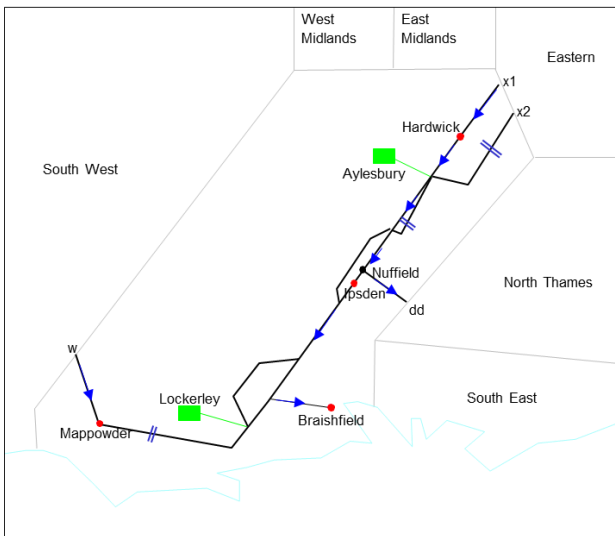 West
Midlands
East
Midlands
Eastern
x1
x2
Hardwick
South West
Aylesbury
Nuffield
North Thames
Ipsden
dd
w
Lockerley
South East
Mappowder
Braishfield